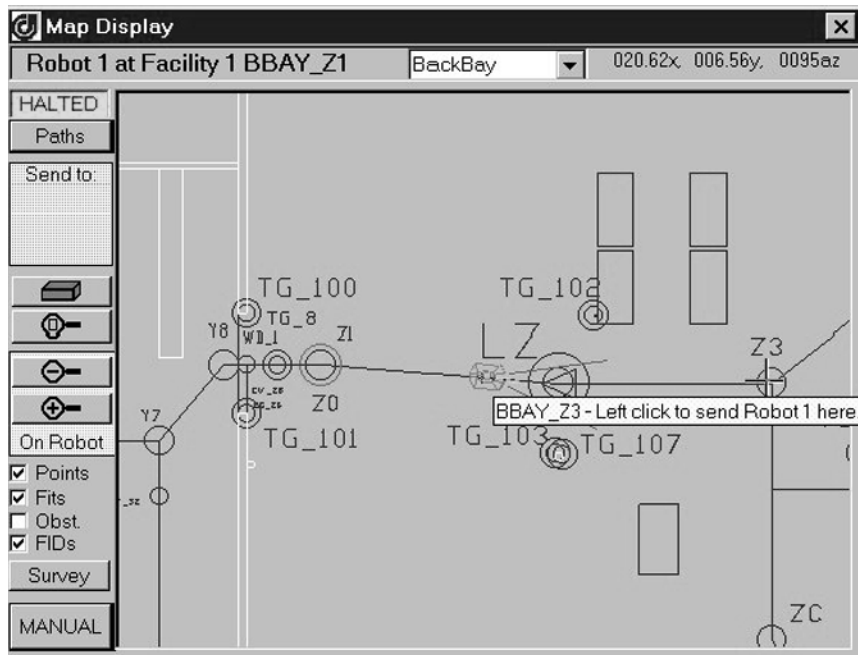 Map Display
Robot 1 at Facility 1 BBAY_Z1
BackBay
020.62x, 006.56y, 0095az
HALTED
Paths
Send to:
On Robot
Points
Fits
Obst.
FIDs
Survey
MANUAL
TG_100
TG_8
Y8
WD_1
Z1
Z0
TG_101
Y7
TG_102
LZ
Z3
BBAY_Z3 - Left click to send Robot 1 here
TG_103
TG_107
ZC